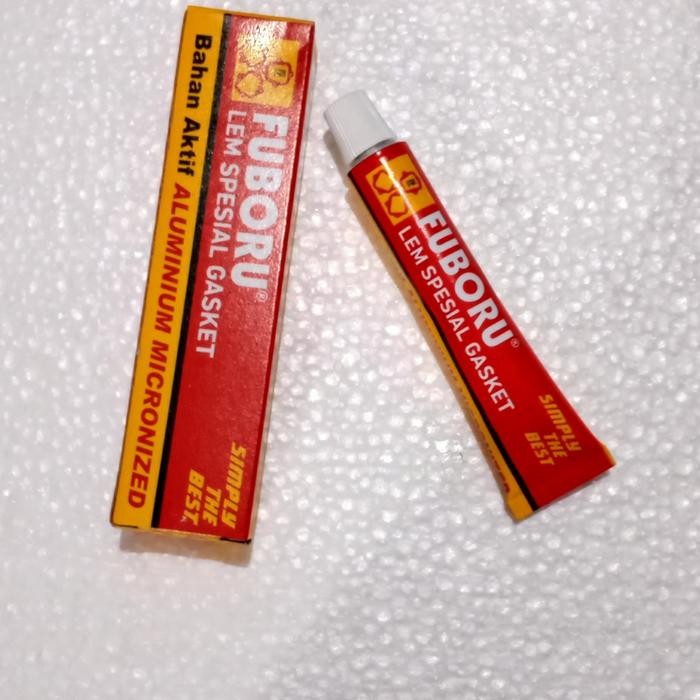 FUBORU®
LEM SPESIAL GASKET
SIMPLY
THE
BEST
Bahan Aktif ALUMINIUM MICRONIZED
FUBORU®
LEM SPESIAL GASKET
SIMPLY
THE
BEST